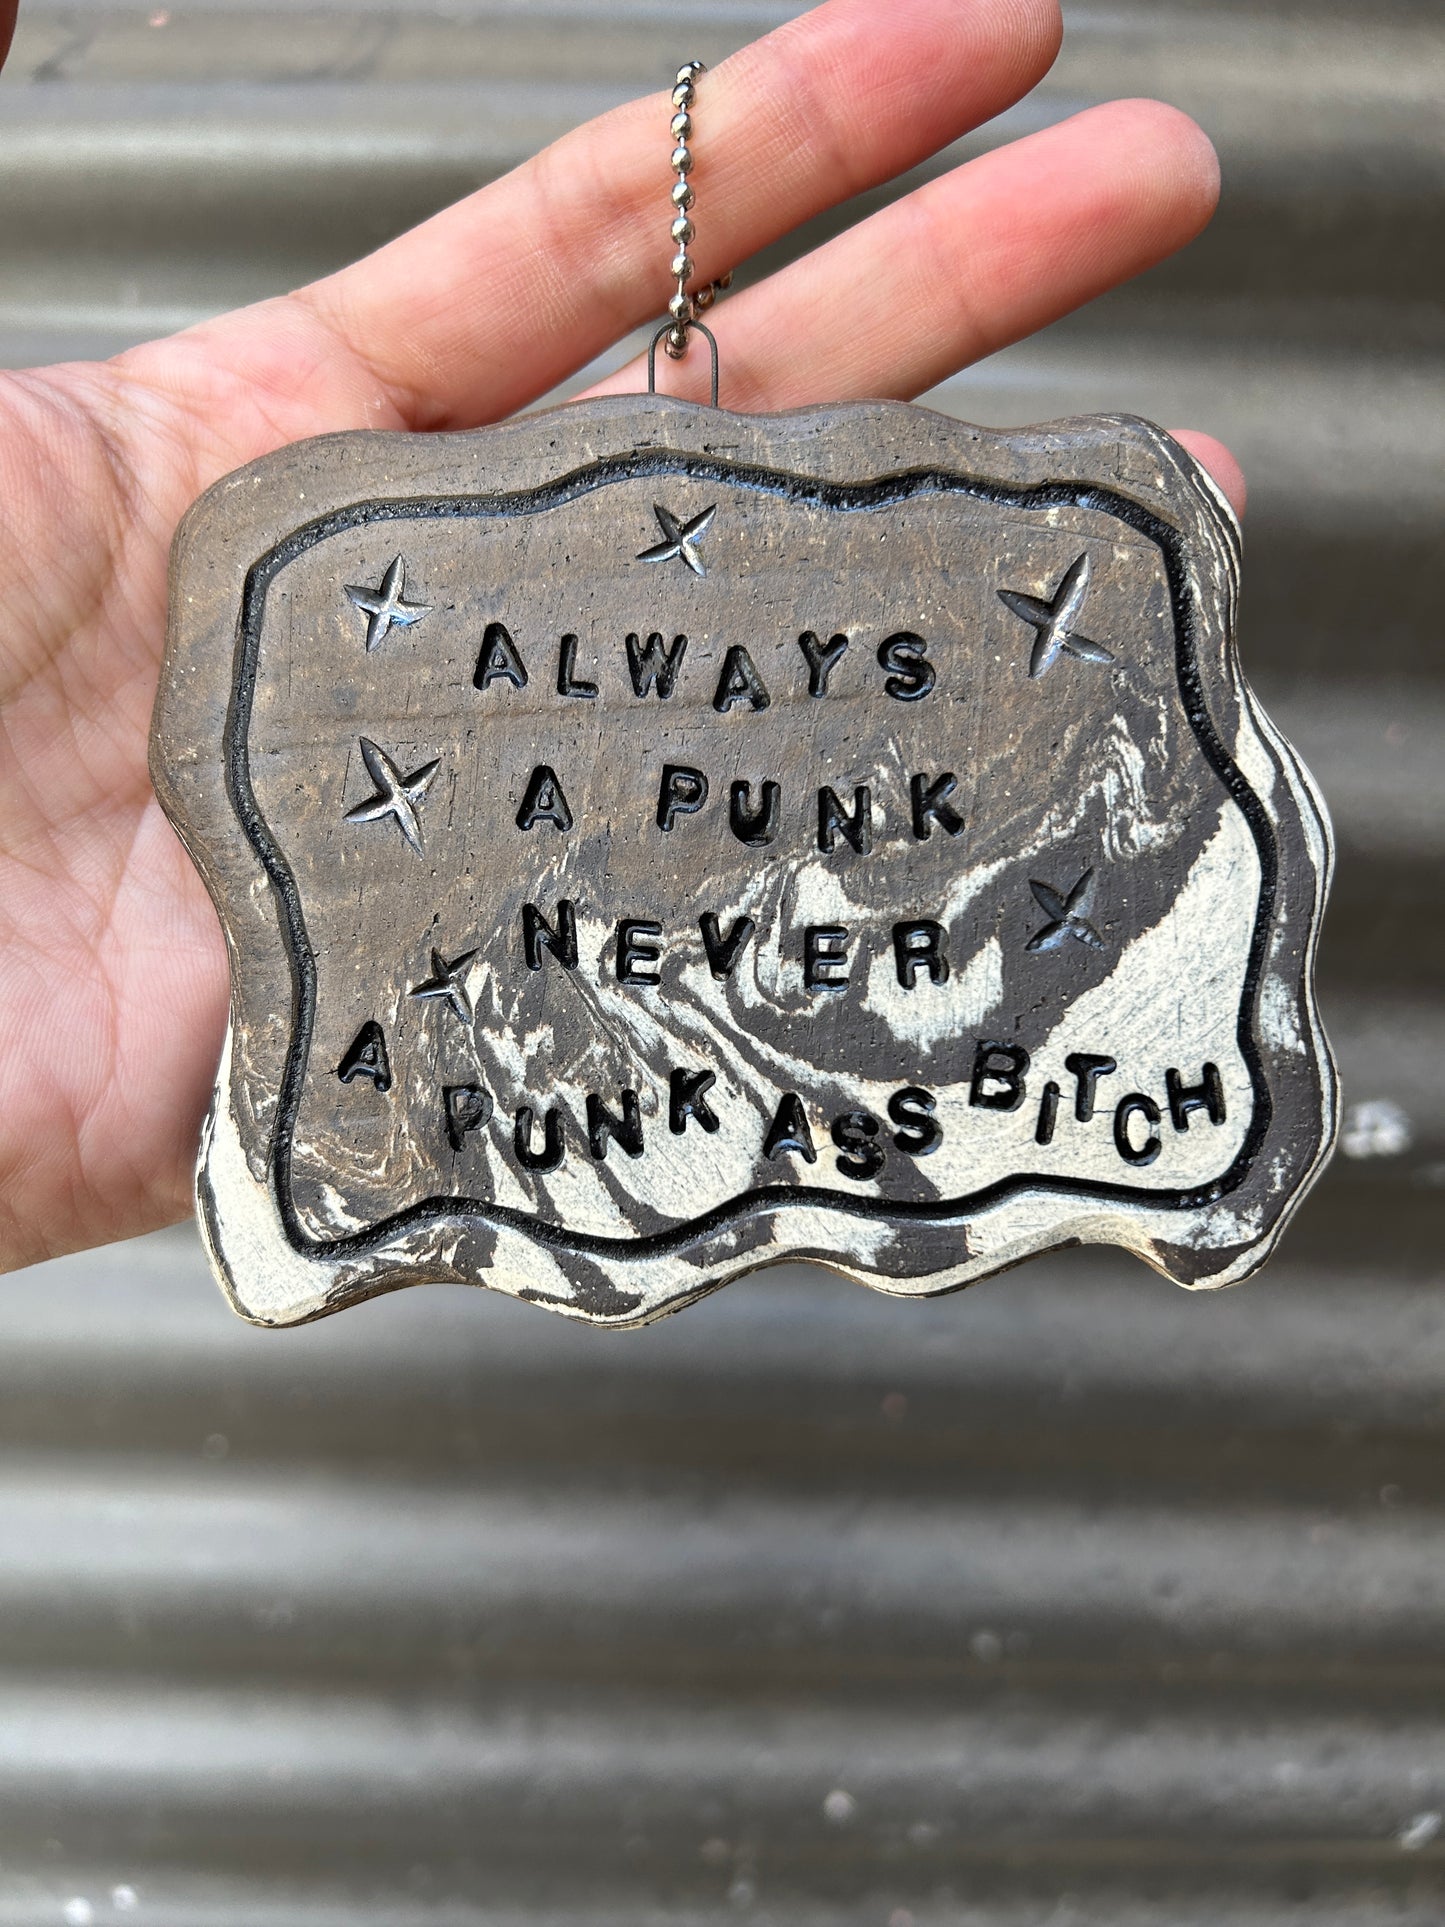 ALWAYS
A PUNK
NEVER
A PUNK ASS BiTCH